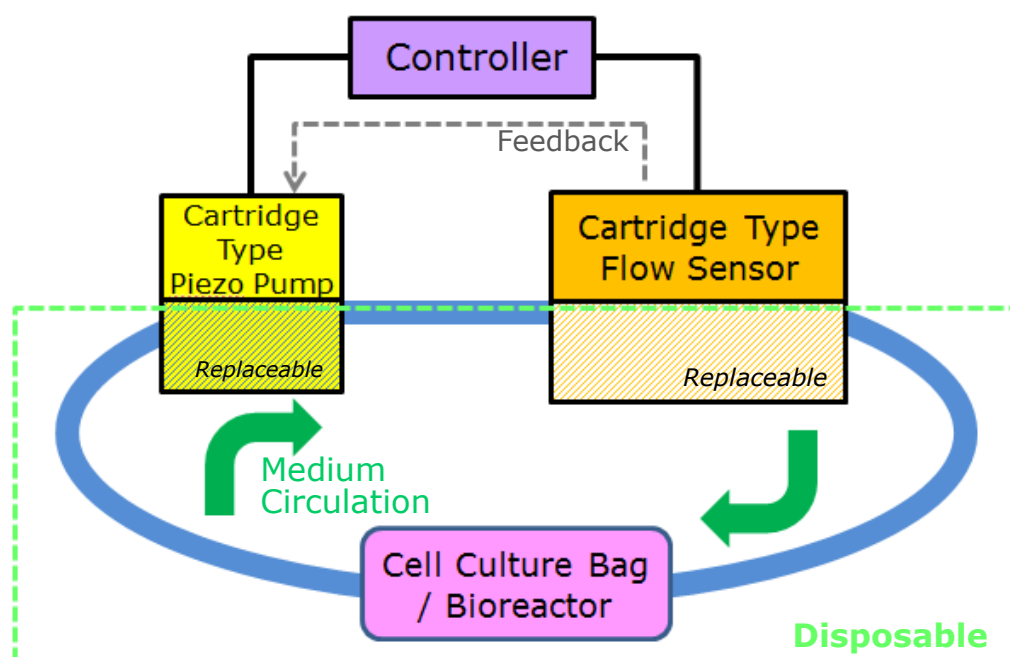 Controller
Feedback
Cartridge
Type
Piezo Pump
Cartridge Type
Flow Sensor
Replaceable
Replaceable
Medium
Circulation
Cell Culture Bag
/ Bioreactor
Disposable